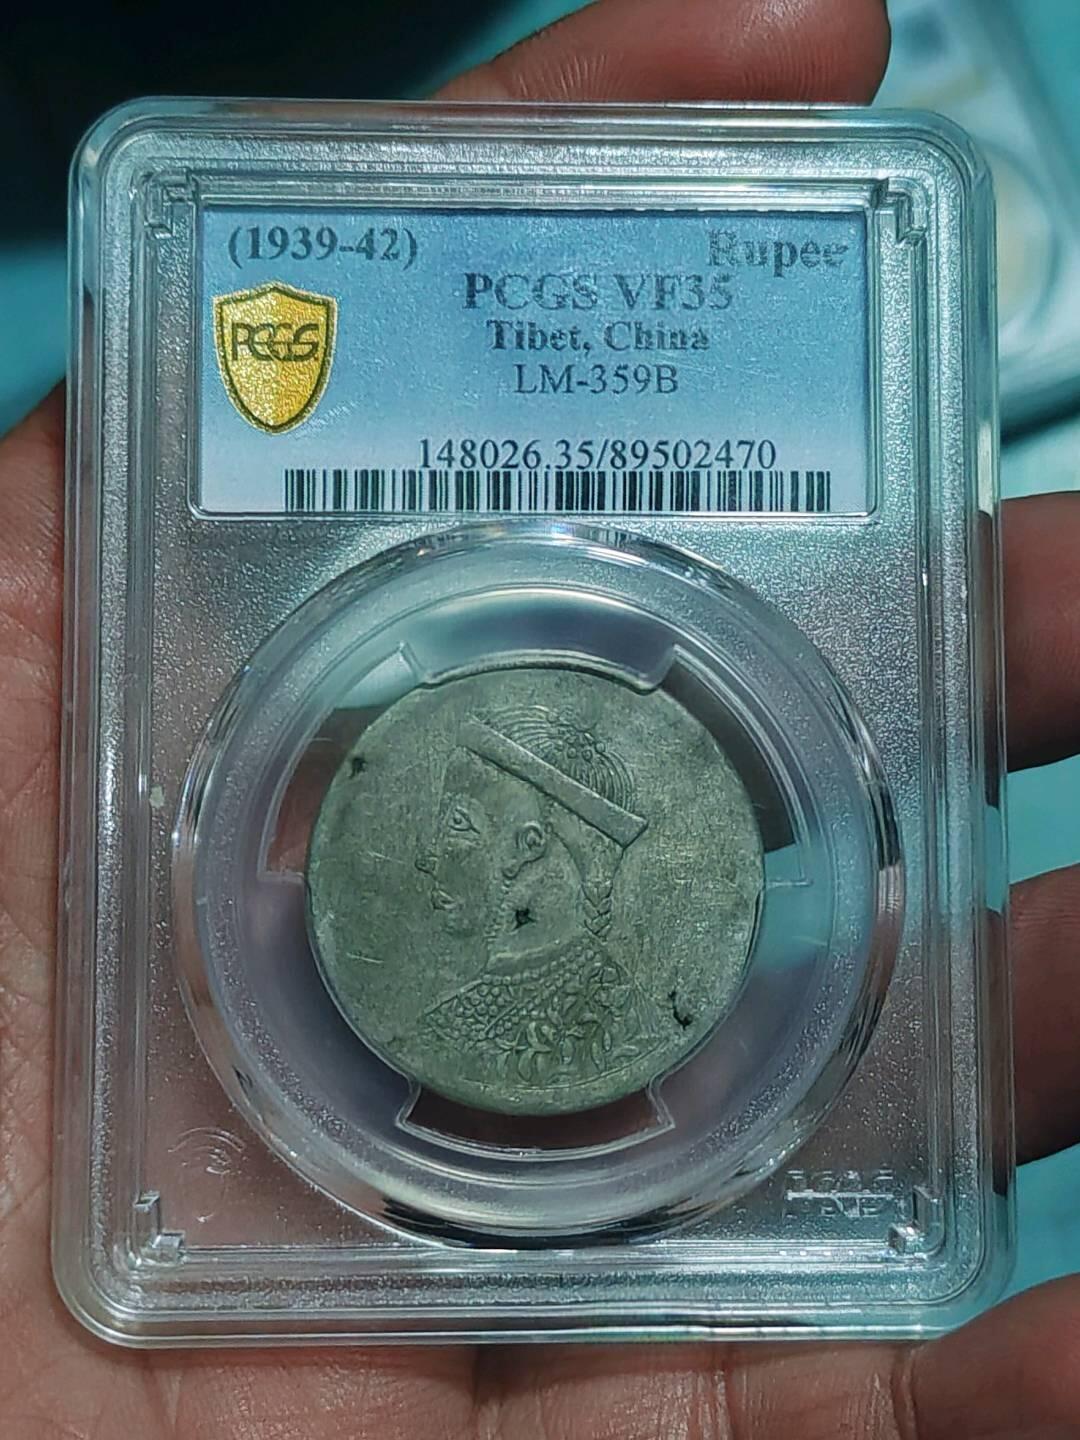 (1939-42) Rupee
PCGS VF35
PCGS
Tibet, China
LM-359B
148026.35/89502470